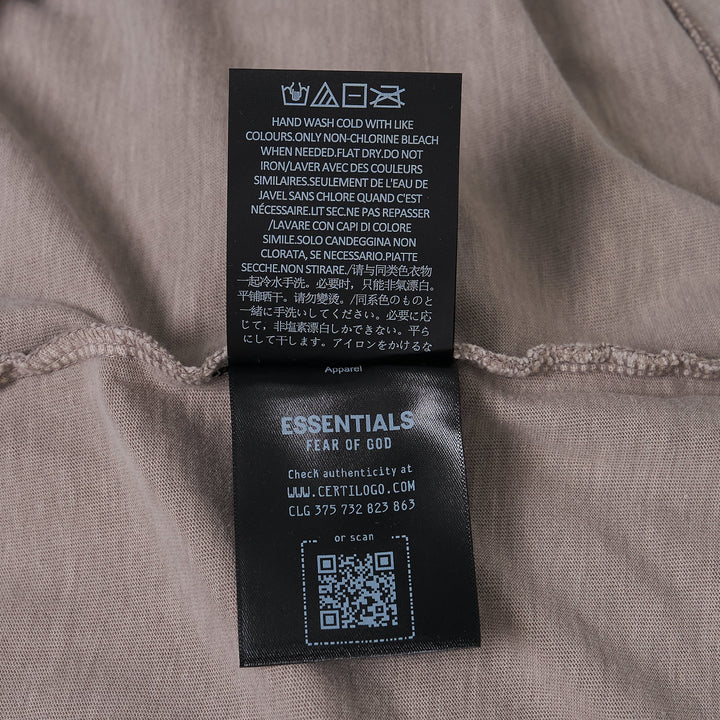 HAND WASH COLD WITH LIKE
COLOURS.ONLY NON-CHLORINE BLEACH
WHEN NEEDED.FLAT DRY.DO NOT
IRON/LAVER AVEC DES COULEURS
SIMILAIRES.SEULEMENT DE L'EAU DE
JAVEL SANS CHLORE QUAND C'EST
NÉCESSAIRE.LIT SEC.NE PAS REPASSER
/LAVARE CON CAPI DI COLORE
SIMILE.SOLO CANDEGGINA NON
CLORATA, SE NECESSARIO.PIATTE
SECCHE.NON STIRARE./请与同类色衣物
一起冷水手洗。必要时，只能非氧漂白。
平铺晒干。请勿變烫。/同系色のものと
一緒に手洗いしてください。必要に応
じて，非塩素漂白しかできない。平ら
にして干します。アイロンをかけるな
Apparel
ESSENTIALS
FEAR OF GOD
Check authenticity at
WWW.CERTILOGO.COM
CLG 375 732 823 863
or scan